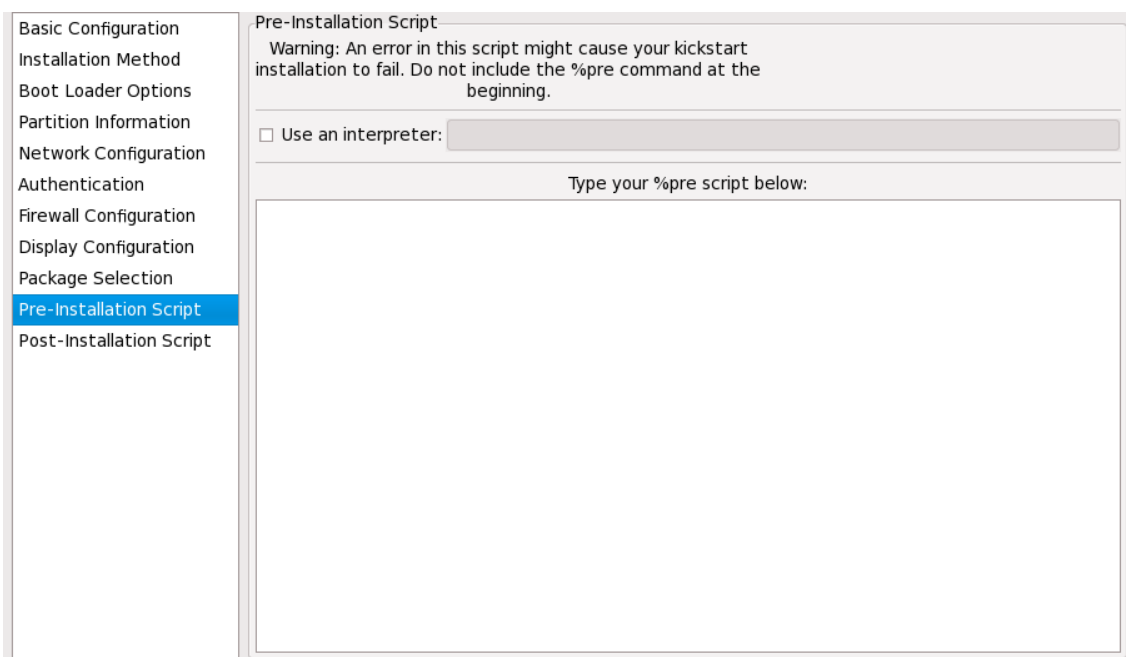 Basic Configuration
Installation Method
Boot Loader Options
Partition Information
Network Configuration
Authentication
Firewall Configuration
Display Configuration
Package Selection
Pre-Installation Script
Post-Installation Script
Pre-Installation Script
Warning: An error in this script might cause your kickstart
installation to fail. Do not include the %pre command at the
beginning.
Use an interpreter:
Type your %pre script below: